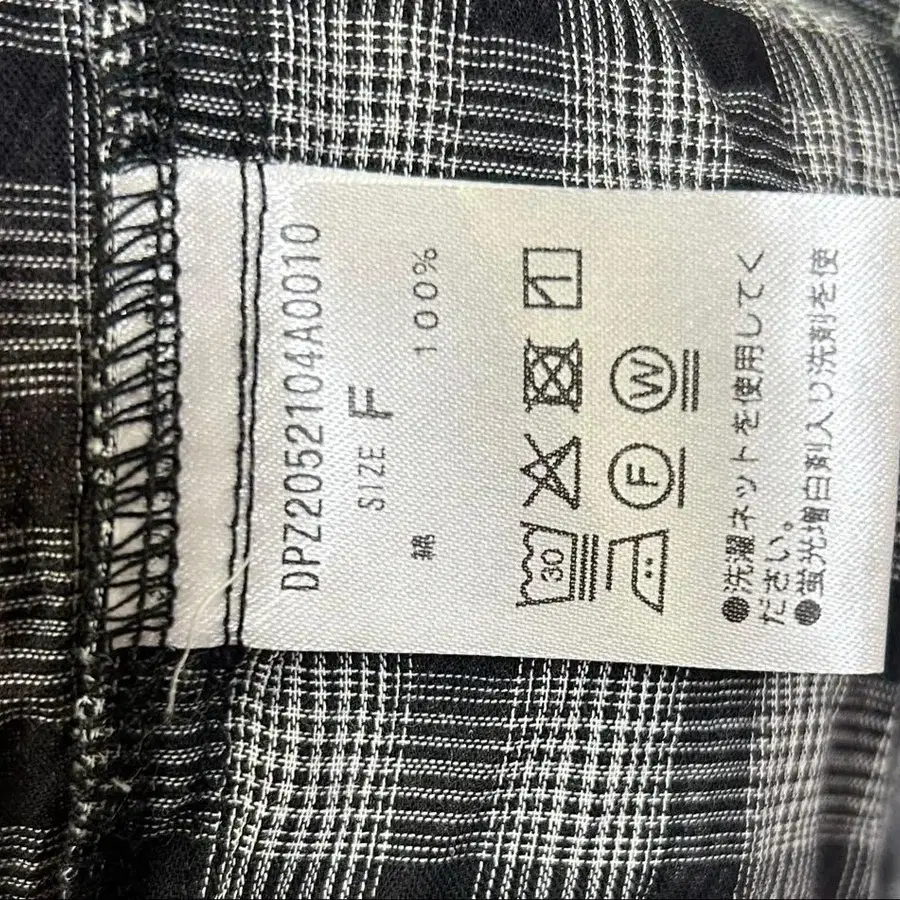 DPZ2052104A0010
SIZE F
綿 100%
30
F W
●洗濯ネットを使用してく
ださい。
●蛍光増白剤入り洗剤を使